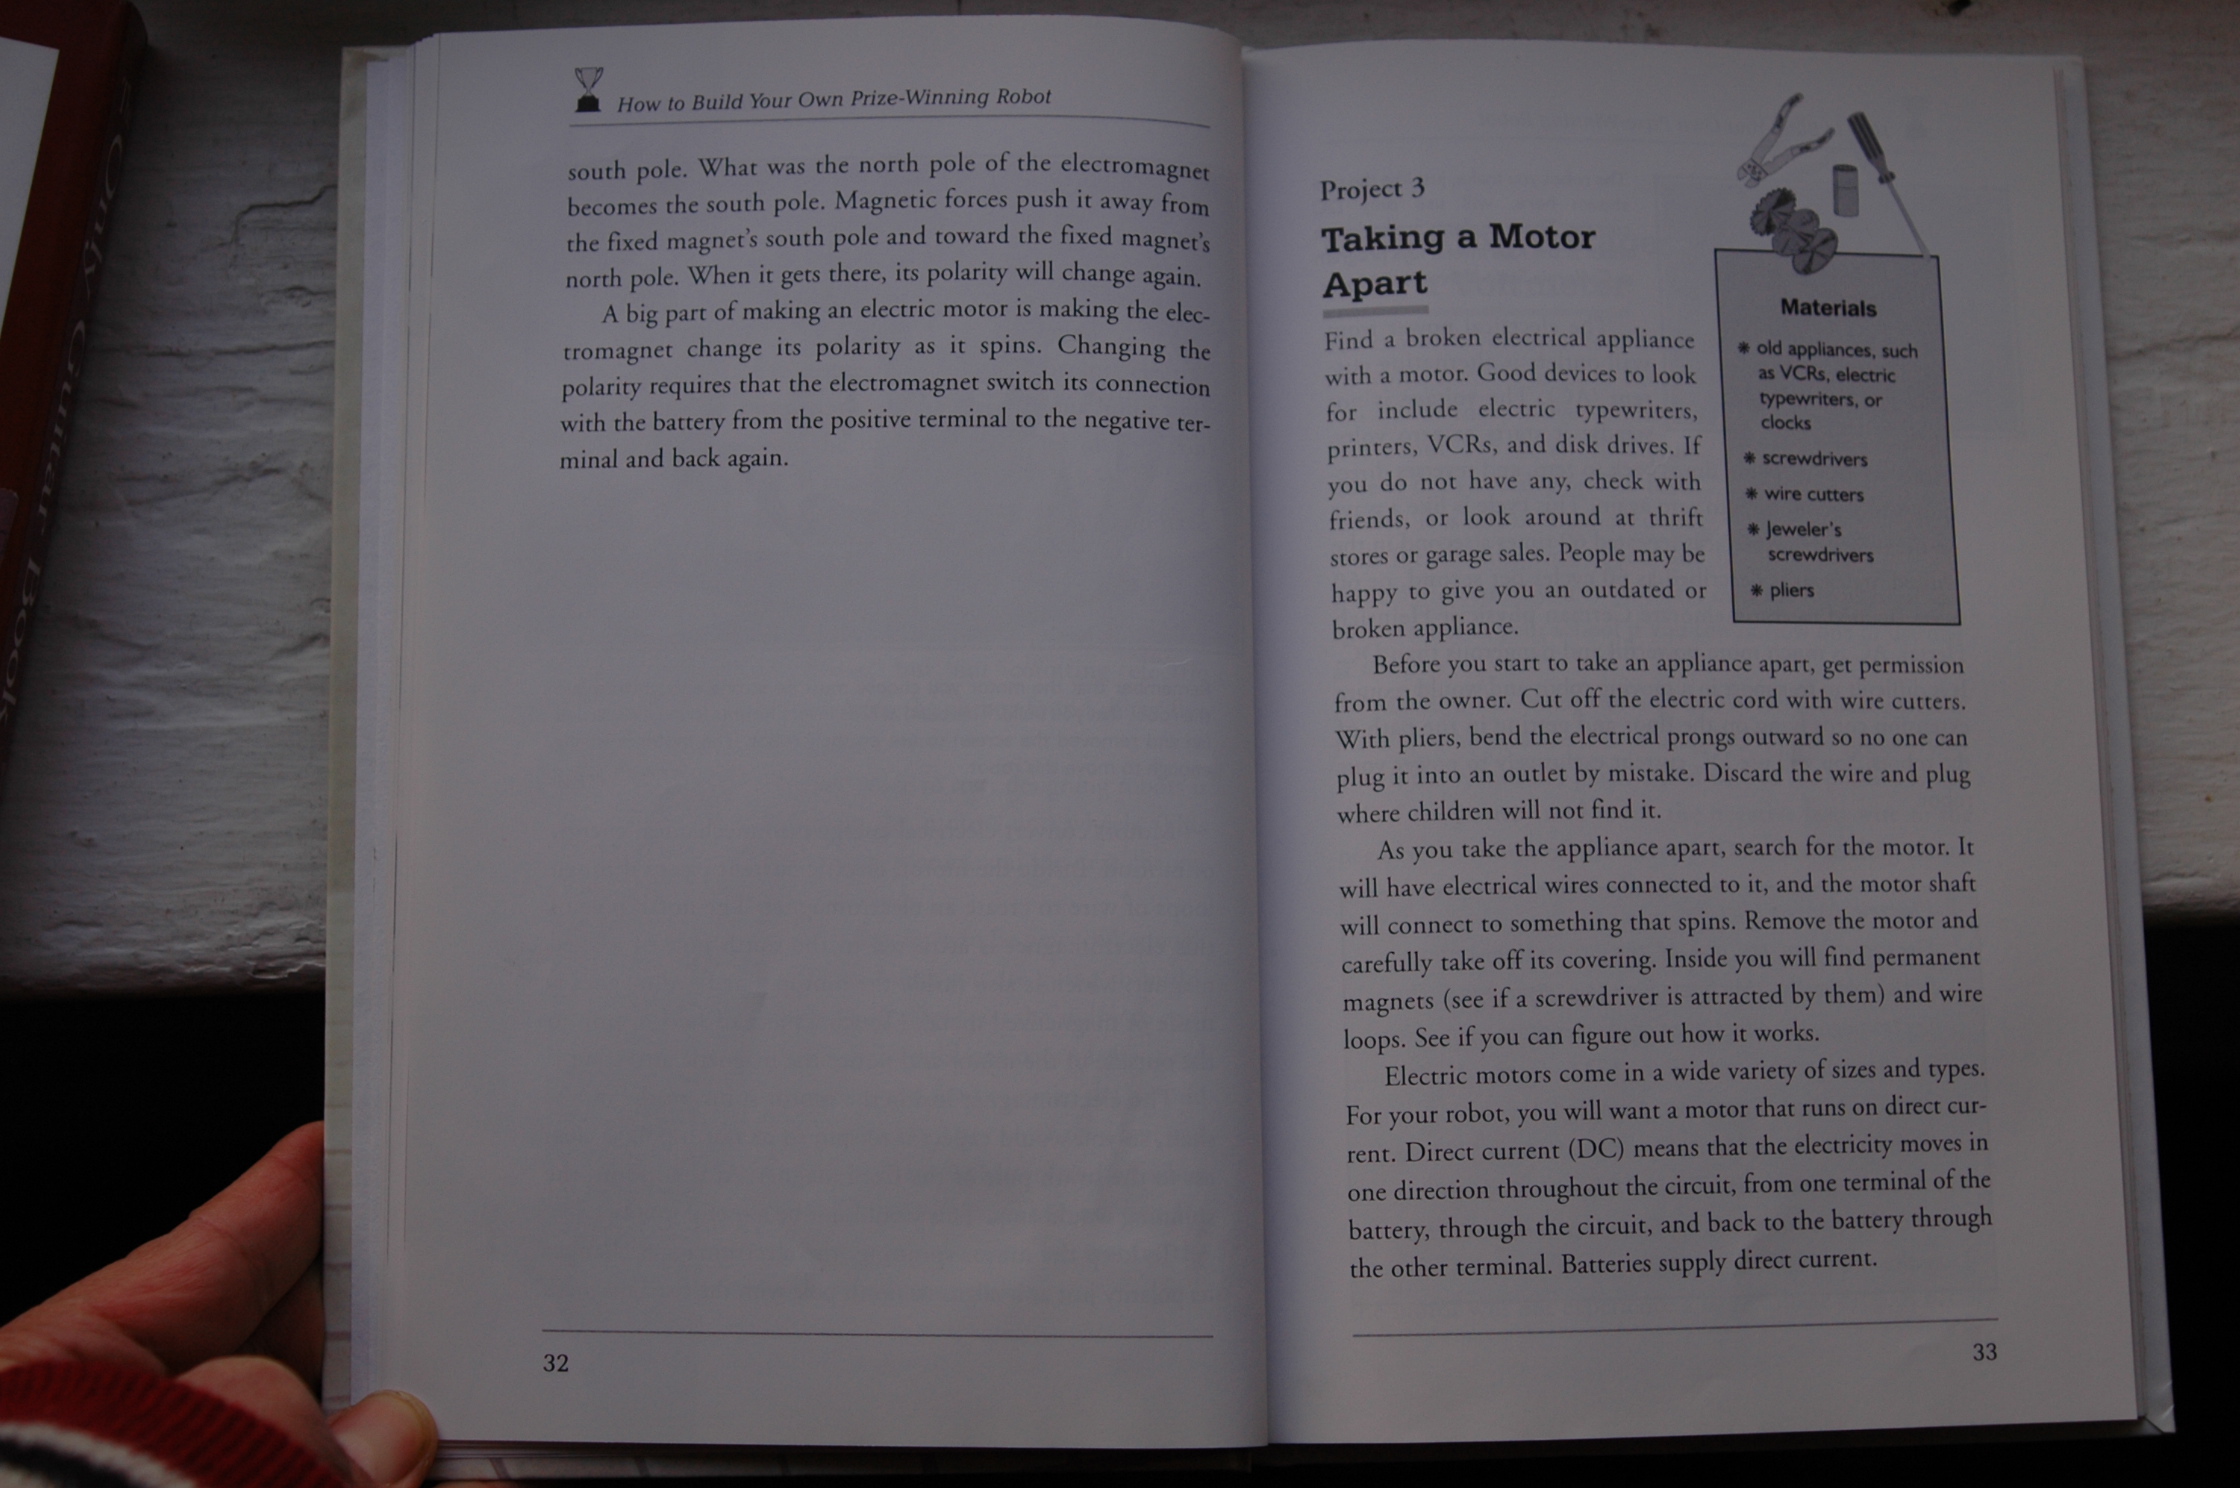 How to Build Your Own Prize-Winning Robot
south pole. What was the north pole of the electromagnet
becomes the south pole. Magnetic forces push it away from
the fixed magnet's south pole and toward the fixed magnet's
north pole. When it gets there, its polarity will change again.
A big part of making an electric motor is making the elec-
tromagnet change its polarity as it spins. Changing the
polarity requires that the electromagnet switch its connection
with the battery from the positive terminal to the negative ter-
minal and back again.
32
Project 3
Taking a Motor
Apart
Find a broken electrical appliance
with a motor. Good devices to look
for include electric typewriters,
printers, VCRs, and disk drives. If
you do not have any, check with
friends, or look around at thrift
stores or garage sales. People may be
happy to give you an outdated or
broken appliance.
Materials
* old appliances, such
as VCRs, electric
typewriters, or
clocks
* screwdrivers
* wire cutters
* Jeweler's
screwdrivers
* pliers
Before you start to take an appliance apart, get permission
from the owner. Cut off the electric cord with wire cutters.
With pliers, bend the electrical prongs outward so no one can
plug it into an outlet by mistake. Discard the wire and plug
where children will not find it.
As you take the appliance apart, search for the motor. It
will have electrical wires connected to it, and the motor shaft
will connect to something that spins. Remove the motor and
carefully take off its covering. Inside you will find permanent
magnets (see if a screwdriver is attracted by them) and wire
loops. See if you can figure out how it works.
Electric motors come in a wide variety of sizes and types.
For your robot, you will want a motor that runs on direct cur-
rent. Direct current (DC) means that the electricity moves in
one direction throughout the circuit, from one terminal of the
battery, through the circuit, and back to the battery through
the other terminal. Batteries supply direct current.
33
Only Guitar Book